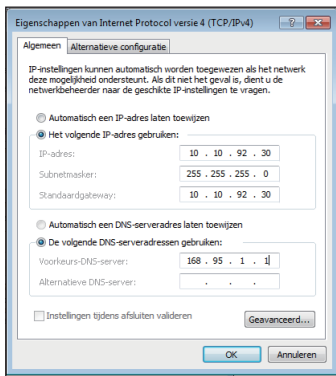 Eigenschappen van Internet Protocol versie 4 (TCP/IPv4)
Algemeen Alternatieve configuratie
IP-instellingen kunnen automatisch worden toegewezen als het netwerk
deze mogelijkheid ondersteunt. Als dit niet het geval is, dient u de
netwerkbeheerder naar de geschikte IP-instellingen te vragen.
Automatisch een IP-adres laten toewijzen
Het volgende IP-adres gebruiken:
IP-adres: 10 . 10 . 92 . 30
Subnetmasker: 255 . 255 . 255 . 0
Standaardgateway: 10 . 10 . 92 . 30
Automatisch een DNS-serveradres laten toewijzen
De volgende DNS-serveradressen gebruiken:
Voorkeurs-DNS-server: 168 . 95 . 1 . 1
Alternatieve DNS-server: . . .
Instellingen tijdens afsluiten valideren
Geavanceerd...
OK Annuleren